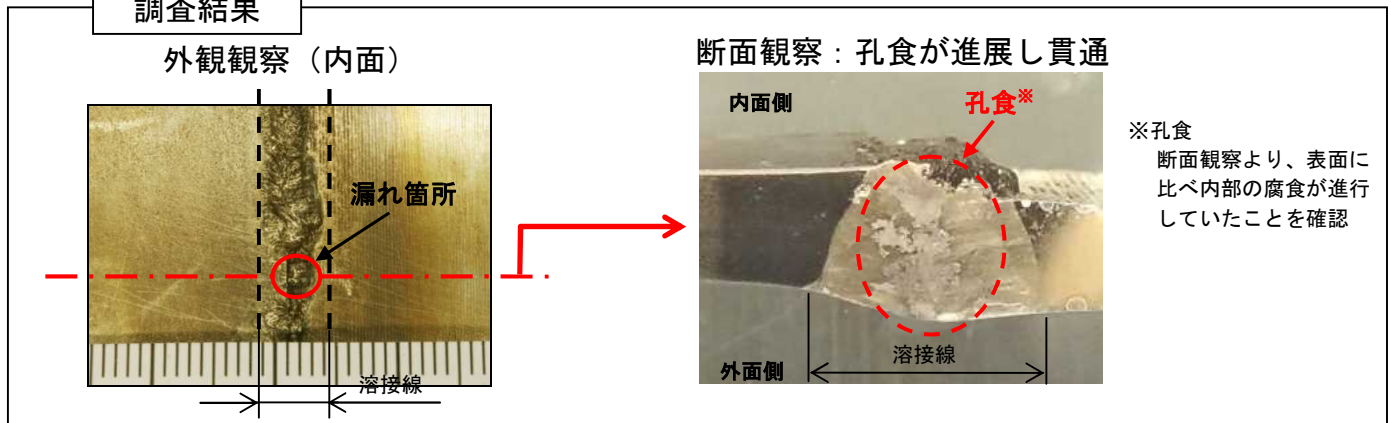 調査結果
外観観察（内面）
漏れ箇所
溶接線
断面観察：孔食が進展し貫通
内面側
孔食※
外面側
溶接線
※孔食
断面観察より、表面に
比べ内部の腐食が進行
していたことを確認